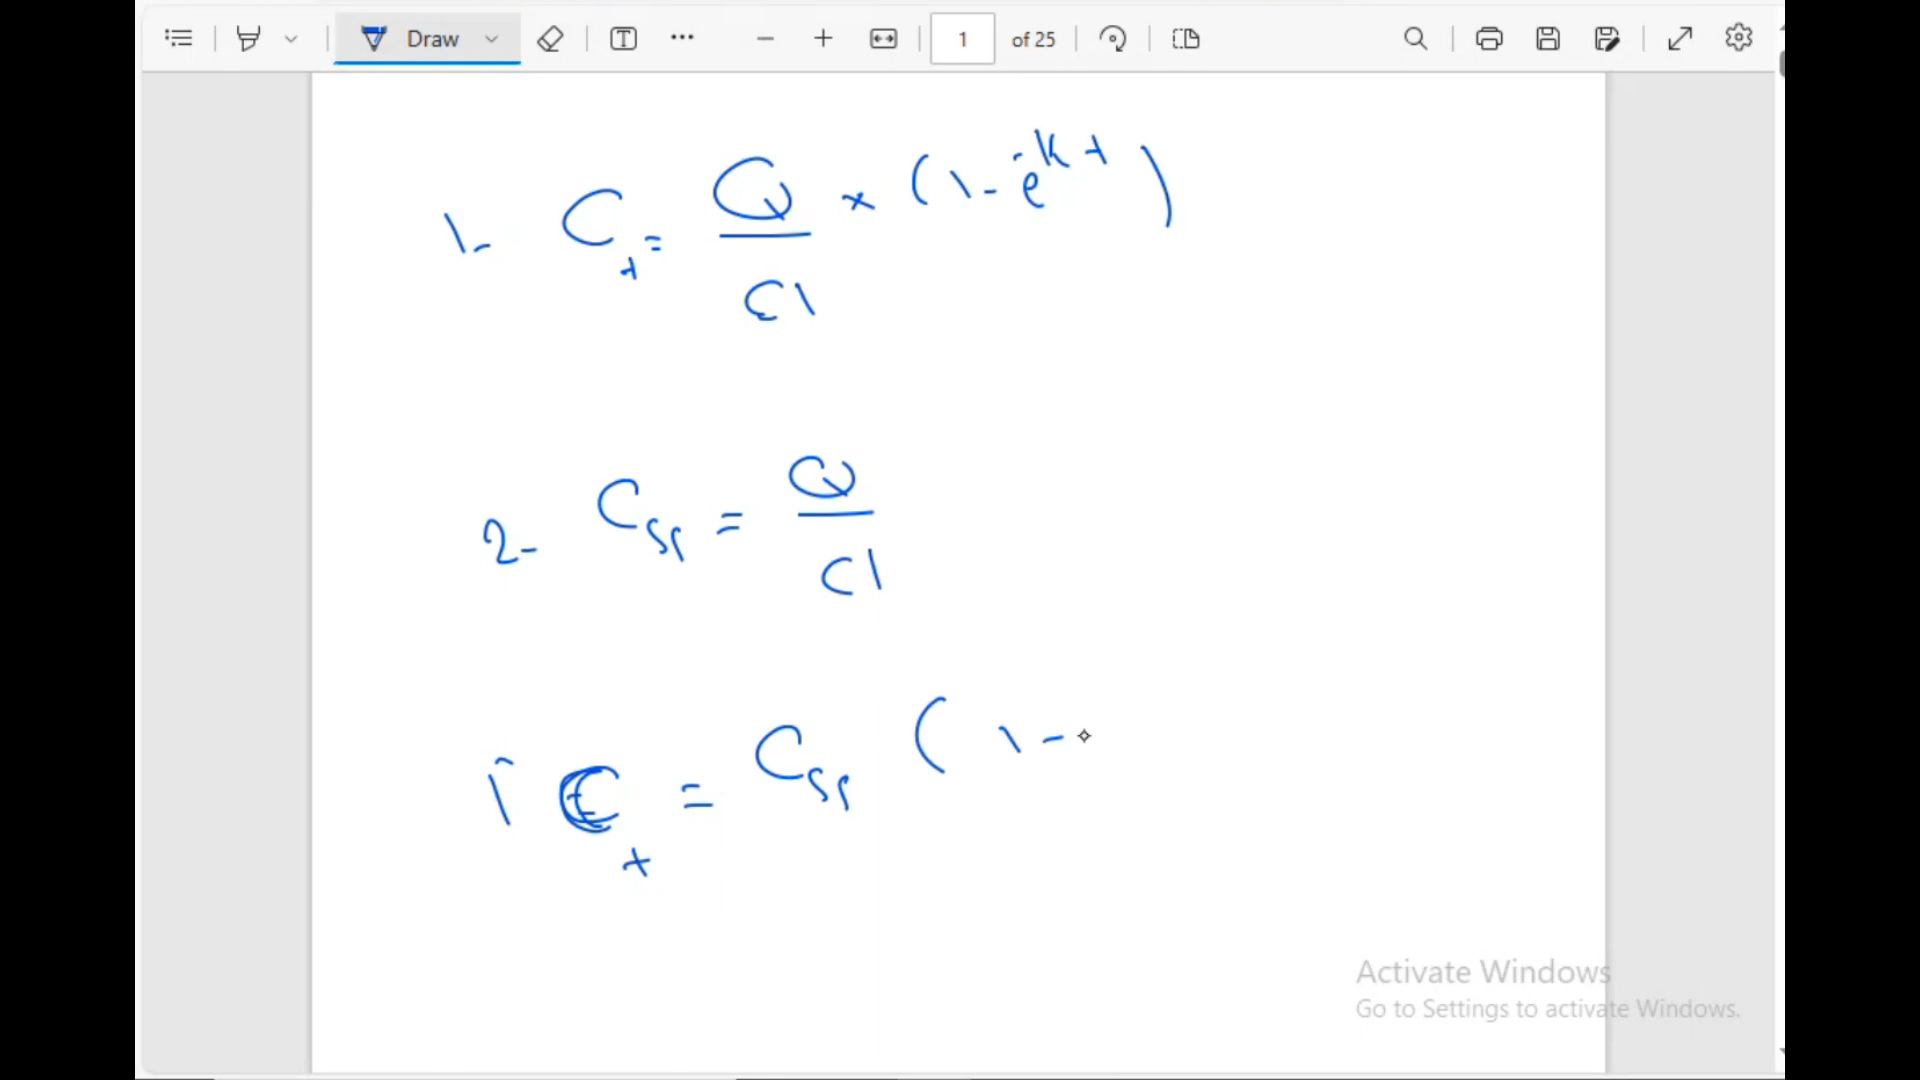 Draw 1 of 25
1- Ct = Q/Cl × (1 - e^-kt)
2- Css = Q/Cl
Ct = Css (1 -
Activate Windows
Go to Settings to activate Windows.